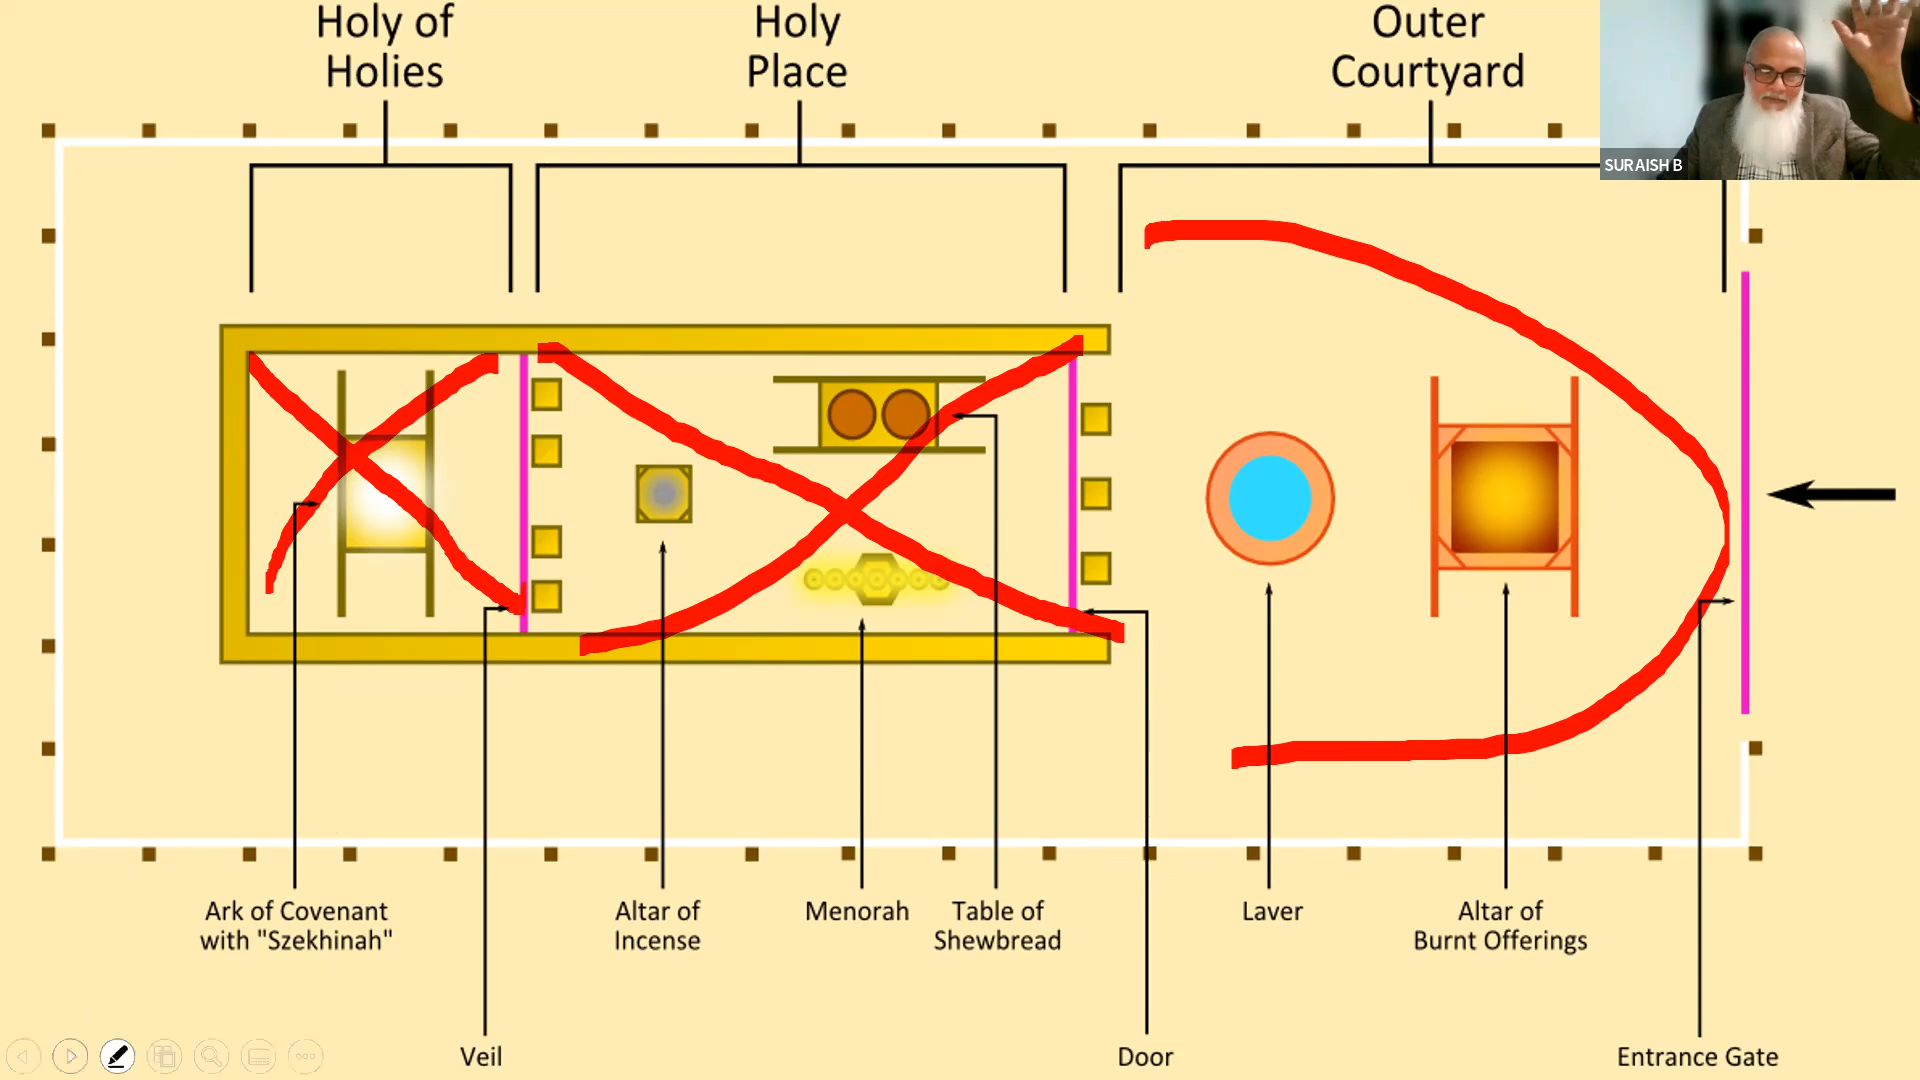 Holy of
Holies
Holy
Place
Outer
Courtyard
SURAISH B
Ark of Covenant
with "Szekhinah"
Altar of
Incense
Menorah
Table of
Shewbread
Laver
Altar of
Burnt Offerings
Veil
Door
Entrance Gate